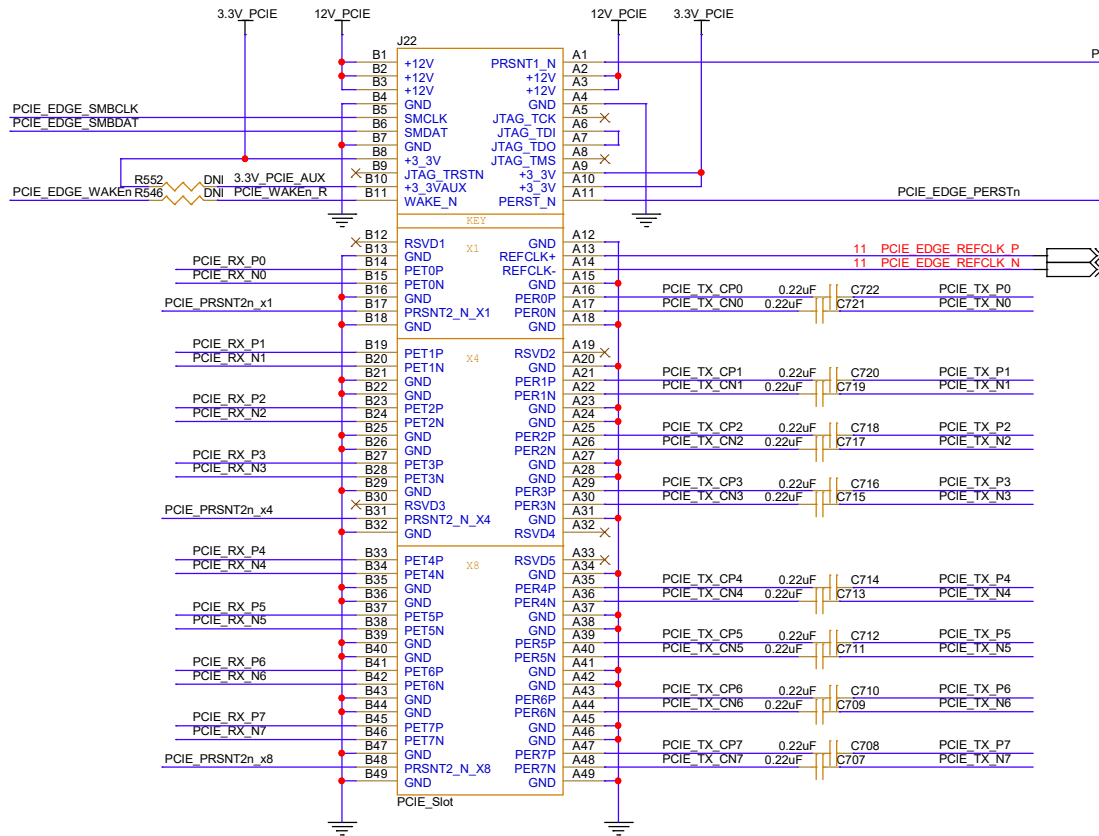 3.3V_PCIE 12V_PCIE 12V_PCIE 3.3V_PCIE
J22
B1 +12V PRSNT1_N A1 P
B2 +12V +12V A2
B3 +12V +12V A3
B4 GND GND A4
PCIE_EDGE_SMBCLK B5 SMCLK JTAG_TCK A5
PCIE_EDGE_SMBDAT B6 SMDAT JTAG_TDI A6
B7 GND JTAG_TDO A7
B8 +3_3V JTAG_TMS A8
B9 JTAG_TRSTN +3_3V A9
R552 DNI 3.3V_PCIE_AUX B10 +3_3VAUX +3_3V A10
PCIE_EDGE_WAKEn R546 DNI PCIE_WAKEn_R B11 WAKE_N PERST_N A11 PCIE_EDGE_PERSTn
KEY
B12 RSVD1 X1 GND A12
B13 GND REFCLK+ A13 11 PCIE_EDGE_REFCLK_P
PCIE_RX_P0 B14 PET0P REFCLK- A14 11 PCIE_EDGE_REFCLK_N
PCIE_RX_N0 B15 PET0N GND A15
B16 GND PER0P A16 PCIE_TX_CP0 0.22uF C722 PCIE_TX_P0
PCIE_PRSNT2n_x1 B17 PRSNT2_N_X1 PER0N A17 PCIE_TX_CN0 0.22uF C721 PCIE_TX_N0
B18 GND GND A18
PCIE_RX_P1 B19 PET1P X4 RSVD2 A19
PCIE_RX_N1 B20 PET1N GND A20
B21 GND PER1P A21 PCIE_TX_CP1 0.22uF C720 PCIE_TX_P1
B22 GND PER1N A22 PCIE_TX_CN1 0.22uF C719 PCIE_TX_N1
PCIE_RX_P2 B23 PET2P GND A23
PCIE_RX_N2 B24 PET2N GND A24
B25 GND PER2P A25 PCIE_TX_CP2 0.22uF C718 PCIE_TX_P2
B26 GND PER2N A26 PCIE_TX_CN2 0.22uF C717 PCIE_TX_N2
PCIE_RX_P3 B27 PET3P GND A27
PCIE_RX_N3 B28 PET3N GND A28
B29 GND PER3P A29 PCIE_TX_CP3 0.22uF C716 PCIE_TX_P3
B30 RSVD3 PER3N A30 PCIE_TX_CN3 0.22uF C715 PCIE_TX_N3
PCIE_PRSNT2n_x4 B31 PRSNT2_N_X4 GND A31
B32 GND RSVD4 A32
PCIE_RX_P4 B33 PET4P X8 RSVD5 A33
PCIE_RX_N4 B34 PET4N GND A34
B35 GND PER4P A35 PCIE_TX_CP4 0.22uF C714 PCIE_TX_P4
B36 GND PER4N A36 PCIE_TX_CN4 0.22uF C713 PCIE_TX_N4
PCIE_RX_P5 B37 PET5P GND A37
PCIE_RX_N5 B38 PET5N GND A38
B39 GND PER5P A39 PCIE_TX_CP5 0.22uF C712 PCIE_TX_P5
B40 GND PER5N A40 PCIE_TX_CN5 0.22uF C711 PCIE_TX_N5
PCIE_RX_P6 B41 PET6P GND A41
PCIE_RX_N6 B42 PET6N GND A42
B43 GND PER6P A43 PCIE_TX_CP6 0.22uF C710 PCIE_TX_P6
B44 GND PER6N A44 PCIE_TX_CN6 0.22uF C709 PCIE_TX_N6
PCIE_RX_P7 B45 PET7P GND A45
PCIE_RX_N7 B46 PET7N GND A46
B47 GND PER7P A47 PCIE_TX_CP7 0.22uF C708 PCIE_TX_P7
PCIE_PRSNT2n_x8 B48 PRSNT2_N_X8 PER7N A48 PCIE_TX_CN7 0.22uF C707 PCIE_TX_N7
B49 GND GND A49
PCIE_Slot